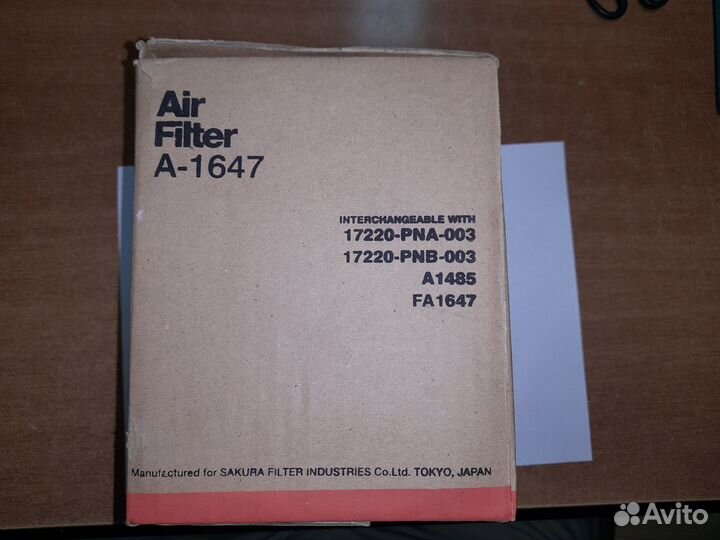 Air
Filter
A-1647
INTERCHANGEABLE WITH
17220-PNA-003
17220-PNB-003
A1485
FA1647
Manufactured for SAKURA FILTER INDUSTRIES Co.Ltd. TOKYO, JAPAN
Avito